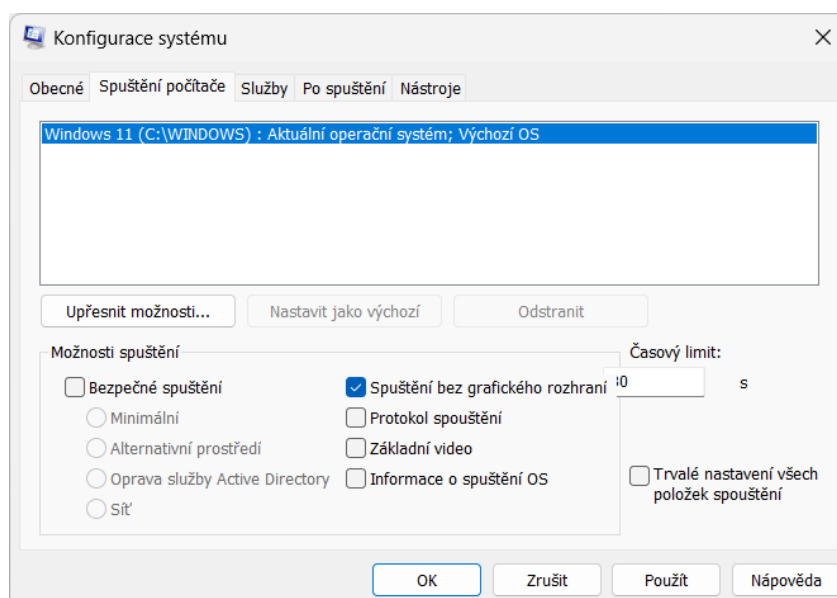 Konfigurace systému
Obecné Spuštění počítače Služby Po spuštění Nástroje
Windows 11 (C:\WINDOWS) : Aktuální operační systém; Výchozí OS
Upřesnit možnosti... Nastavit jako výchozí Odstranit
Možnosti spuštění Časový limit:
Bezpečné spuštění Spuštění bez grafického rozhraní s
Minimální Protokol spouštění
Alternativní prostředí Základní video
Oprava služby Active Directory Informace o spuštění OS Trvalé nastavení všech
Síť položek spouštění
OK Zrušit Použít Nápověda